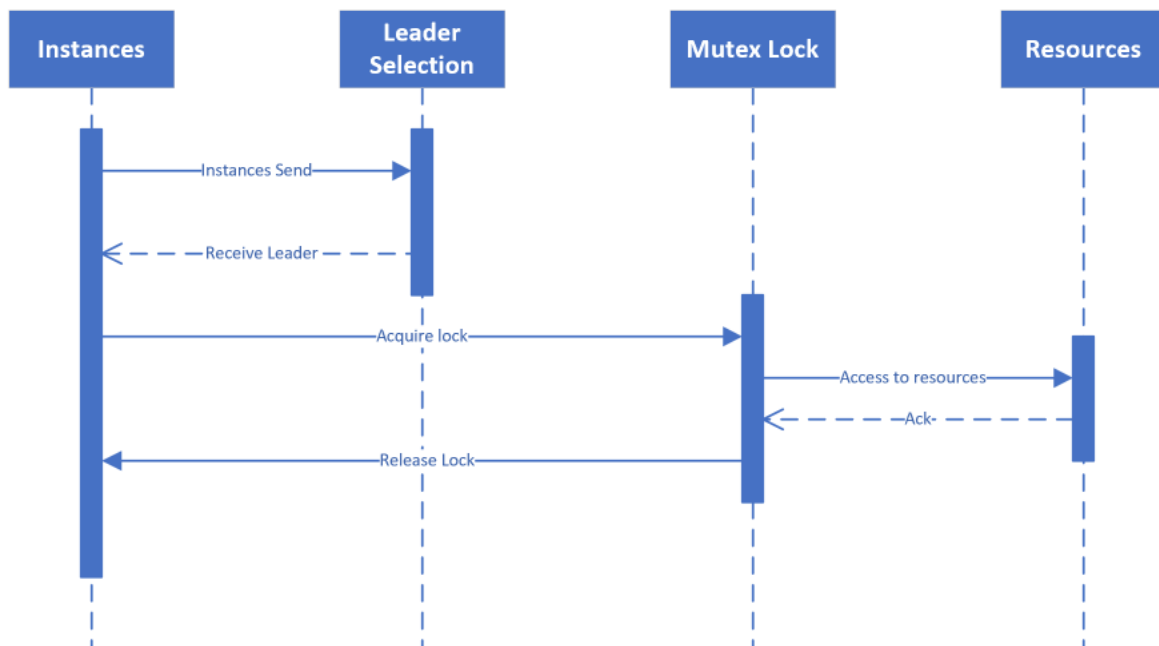 Instances
Leader
Selection
Mutex Lock
Resources
Instances Send
Receive Leader
Acquire lock
Access to resources
Ack
Release Lock